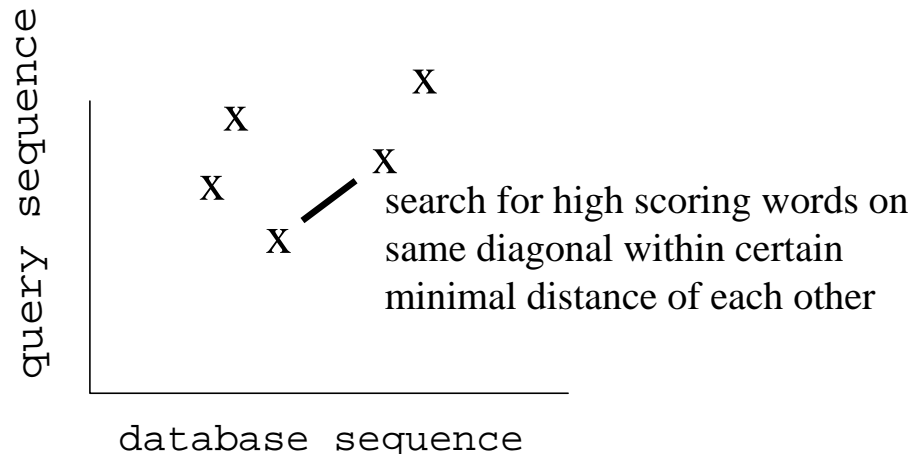 query sequence
x
x
x
x
x
search for high scoring words on
same diagonal within certain
minimal distance of each other
database sequence